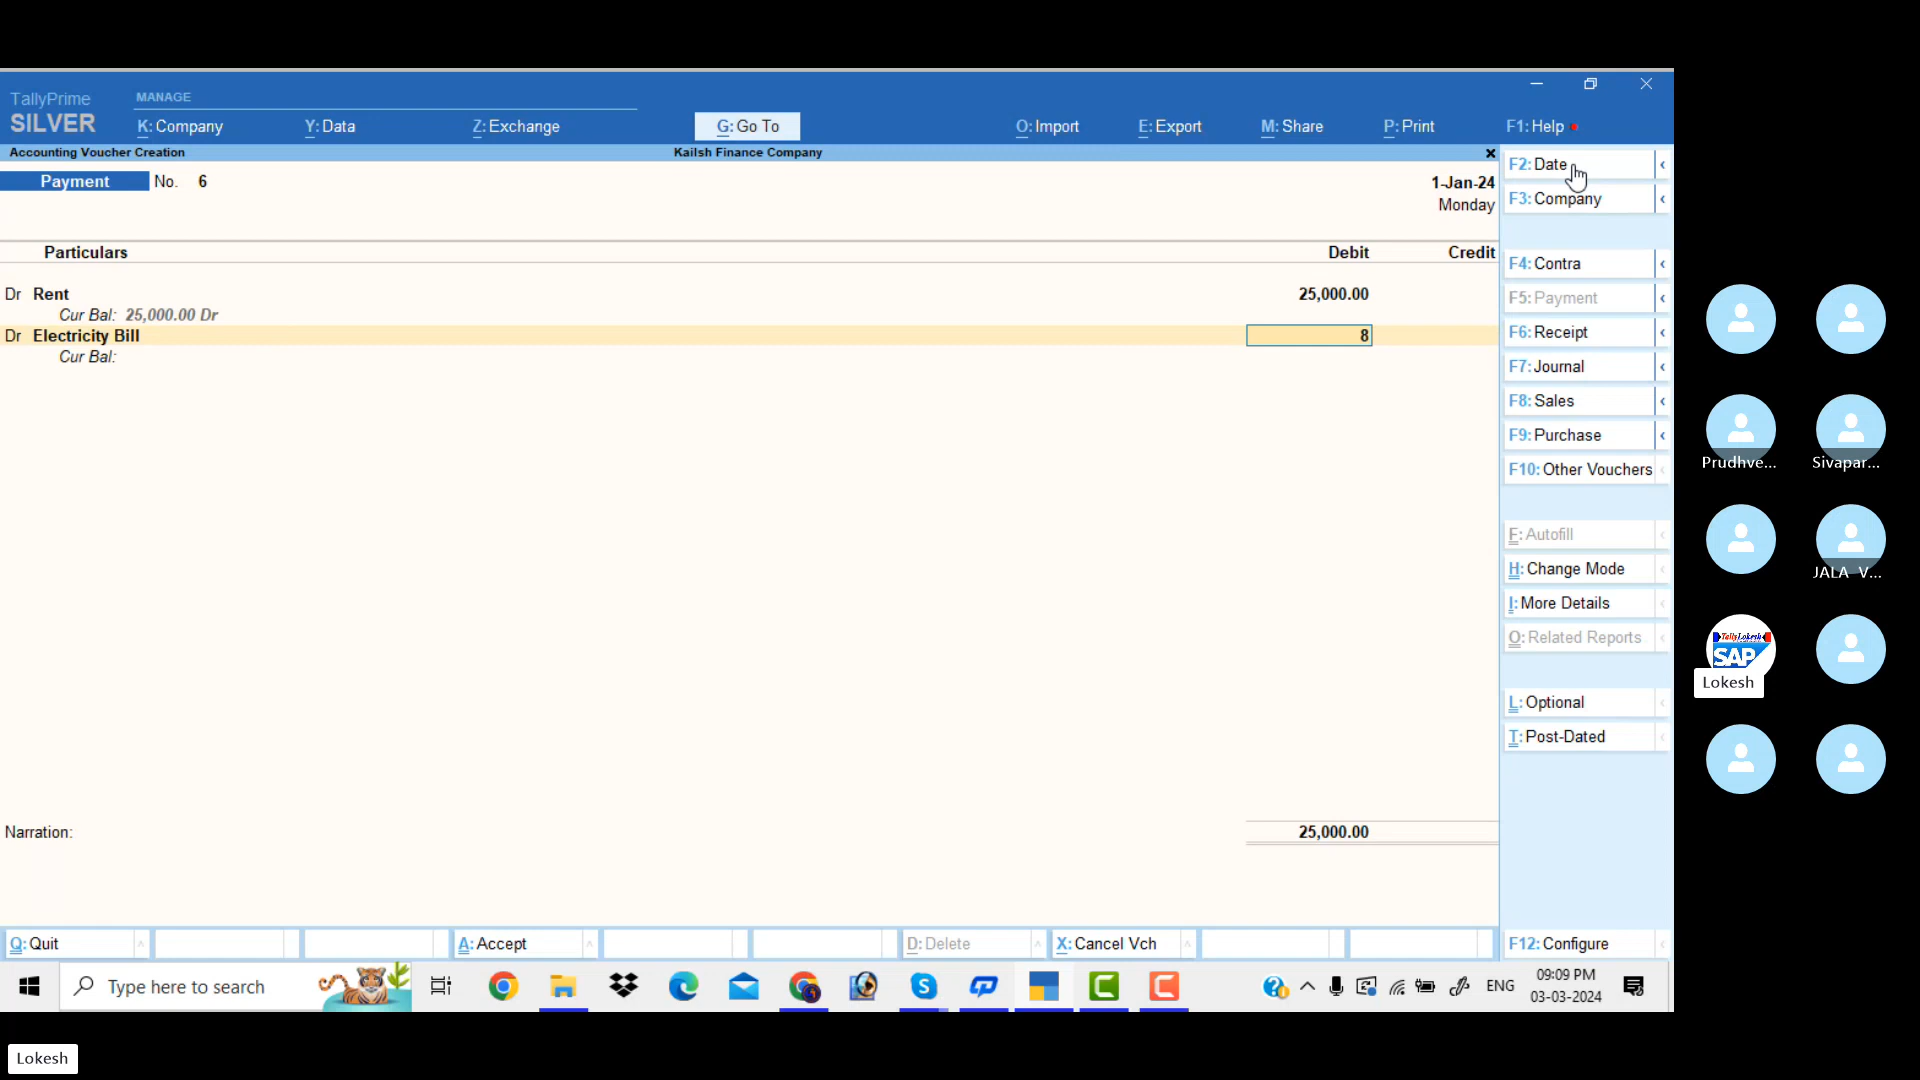 TallyPrime
SILVER
MANAGE
K: Company
Y: Data
Z: Exchange
G: Go To
O: Import
E: Export
M: Share
P: Print
F1: Help
Accounting Voucher Creation
Kailsh Finance Company
Payment No. 6
1-Jan-24
Monday
Particulars Debit Credit
Dr Rent 25,000.00
Cur Bal: 25,000.00 Dr
Dr Electricity Bill 8
Cur Bal:
Narration: 25,000.00
F2: Date
F3: Company
F4: Contra
F5: Payment
F6: Receipt
F7: Journal
F8: Sales
F9: Purchase
F10: Other Vouchers
F: Autofill
H: Change Mode
I: More Details
O: Related Reports
L: Optional
T: Post-Dated
F12: Configure
Q: Quit
A: Accept
D: Delete
X: Cancel Vch
Type here to search
ENG
09:09 PM
03-03-2024
Prudhve...
Sivapar...
JALA V...
TallyLokesh
SAP
Lokesh
Lokesh